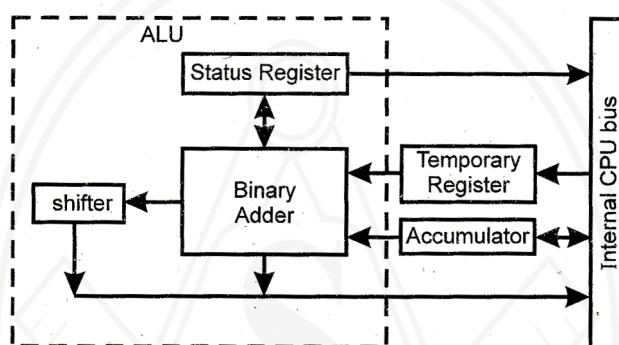 ALU
Status Register
Temporary
Register
Binary
Adder
shifter
Accumulator
Internal CPU bus